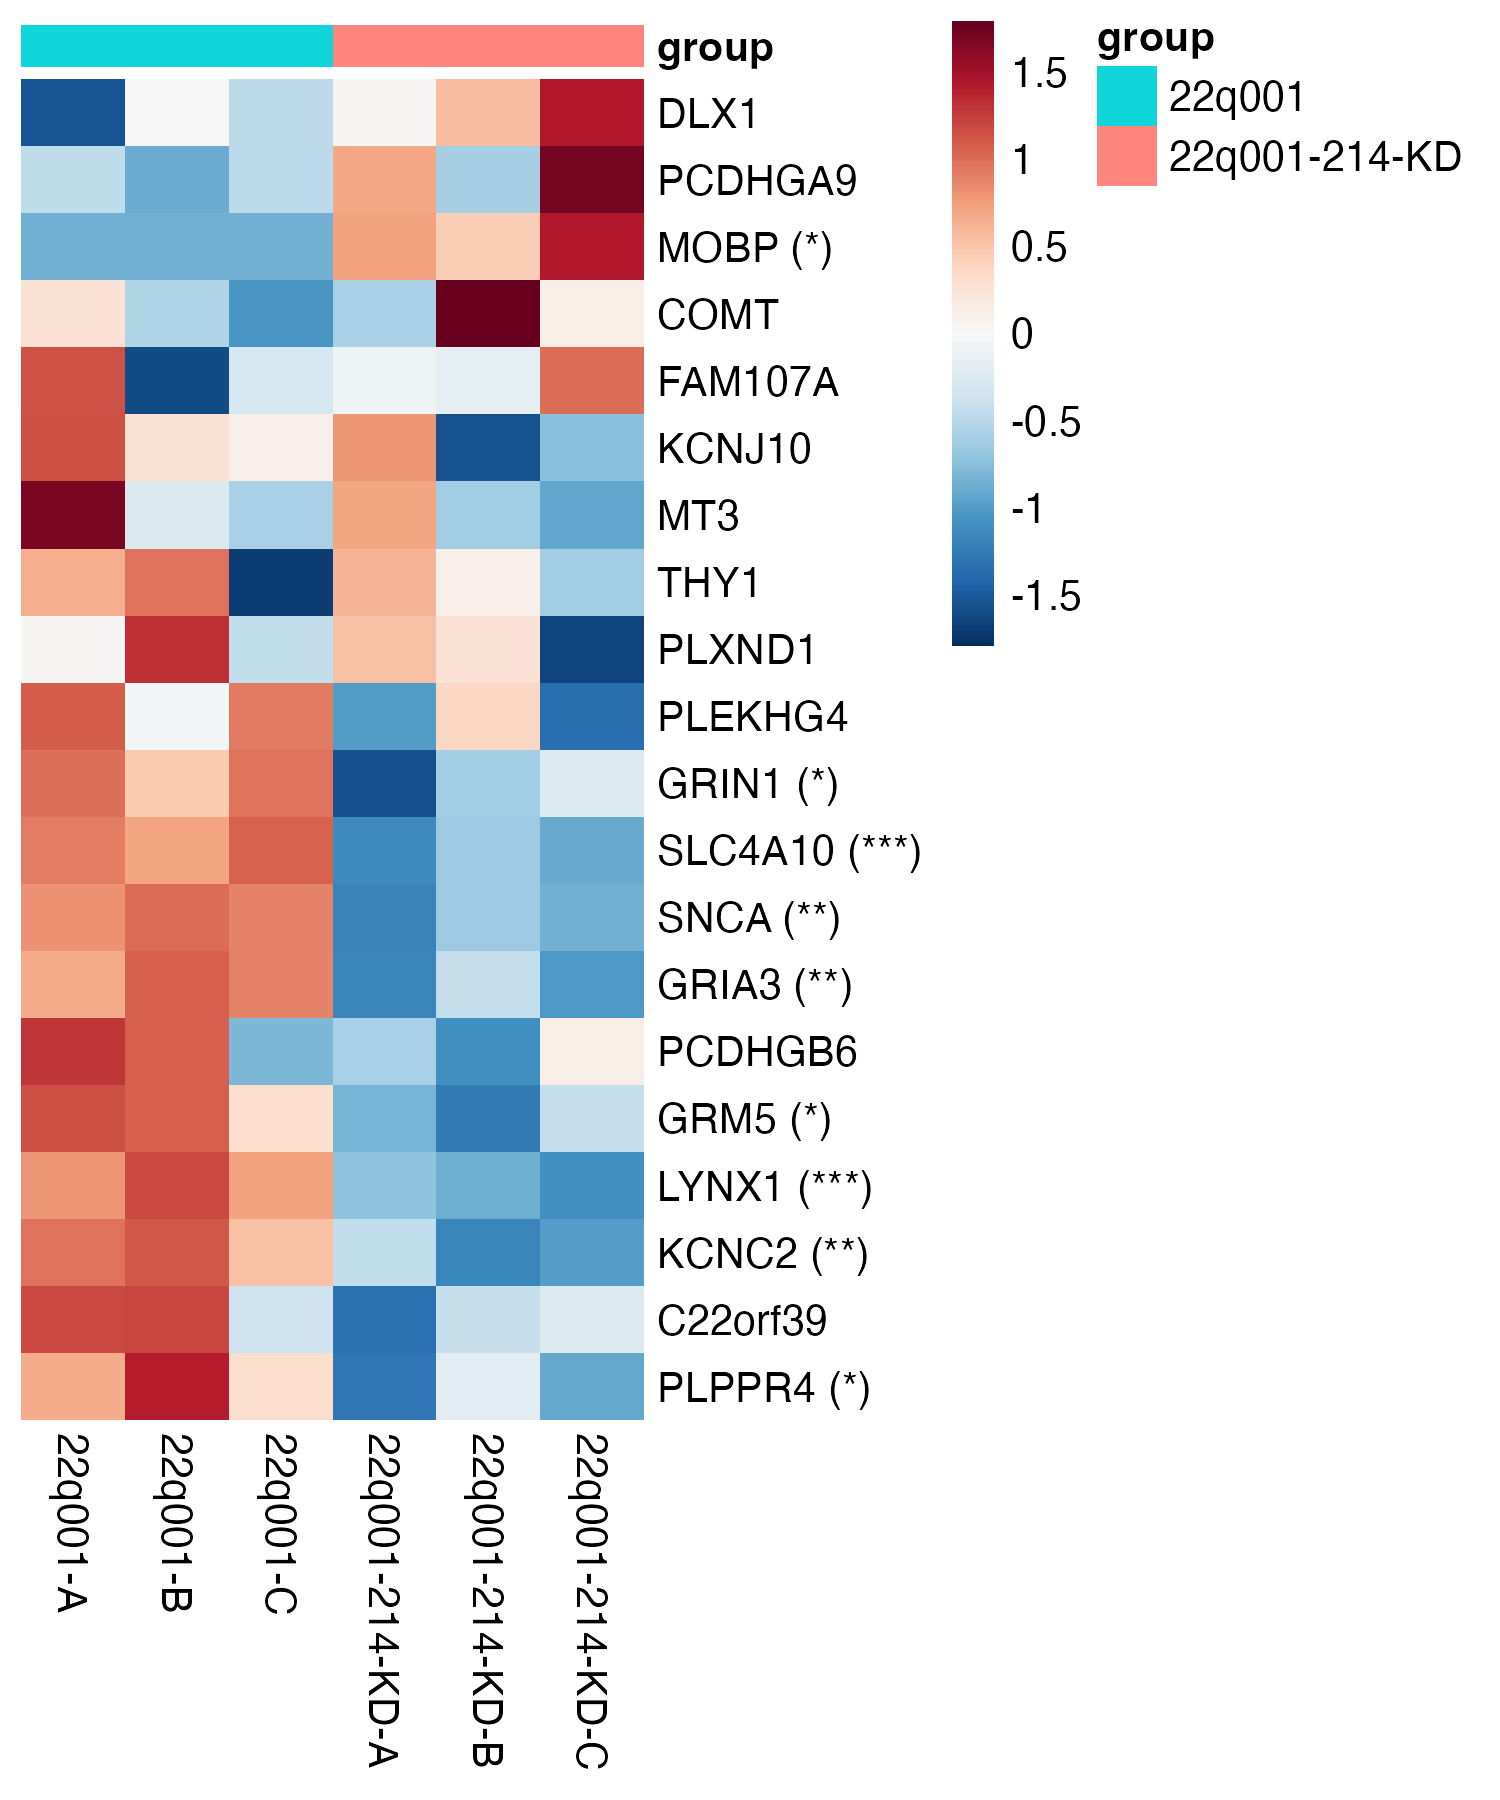 group
DLX1
PCDHGA9
MOBP (*)
COMT
FAM107A
KCNJ10
MT3
THY1
PLXND1
PLEKHG4
GRIN1 (*)
SLC4A10 (***)
SNCA (**)
GRIA3 (**)
PCDHGB6
GRM5 (*)
LYNX1 (***)
KCNC2 (**)
C22orf39
PLPPR4 (*)
22q001-A
22q001-B
22q001-C
22q001-214-KD-A
22q001-214-KD-B
22q001-214-KD-C
1.5
1
0.5
0
-0.5
-1
-1.5
group
22q001
22q001-214-KD